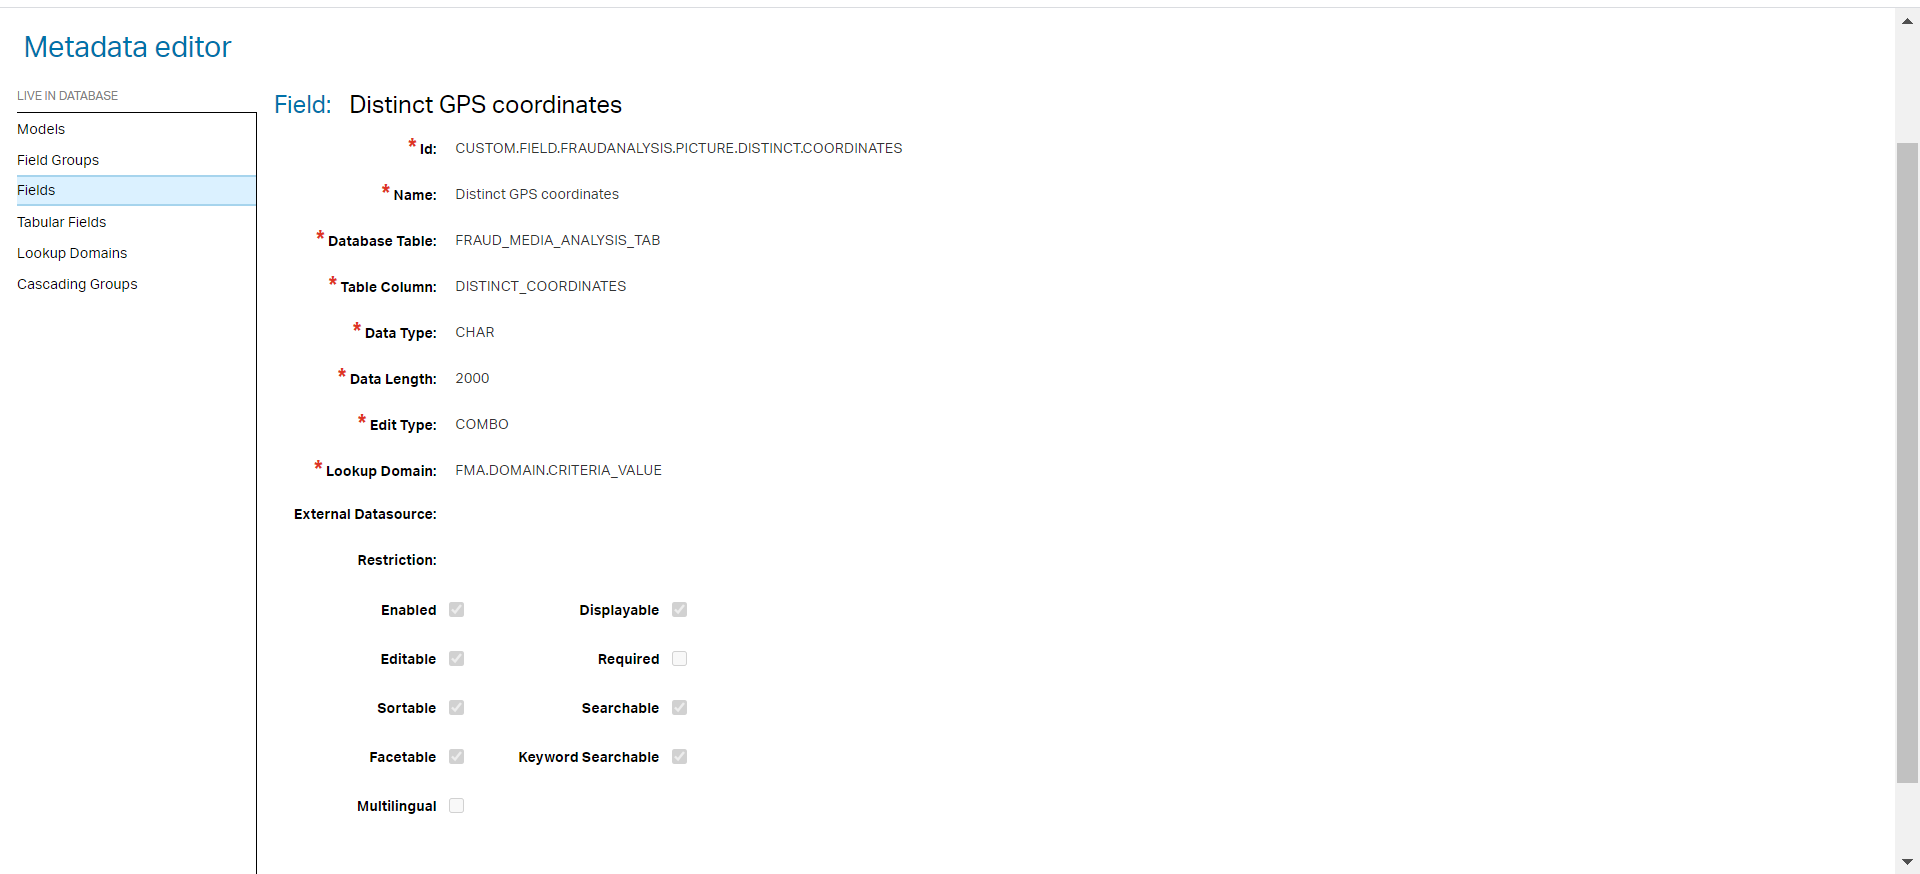 Metadata editor
LIVE IN DATABASE
Models
Field Groups
Fields
Tabular Fields
Lookup Domains
Cascading Groups
Field: Distinct GPS coordinates
* Id: CUSTOM.FIELD.FRAUDANALYSIS.PICTURE.DISTINCT.COORDINATES
* Name: Distinct GPS coordinates
* Database Table: FRAUD_MEDIA_ANALYSIS_TAB
* Table Column: DISTINCT_COORDINATES
* Data Type: CHAR
* Data Length: 2000
* Edit Type: COMBO
* Lookup Domain: FMA.DOMAIN.CRITERIA_VALUE
External Datasource:
Restriction:
Enabled Displayable
Editable Required
Sortable Searchable
Facetable Keyword Searchable
Multilingual